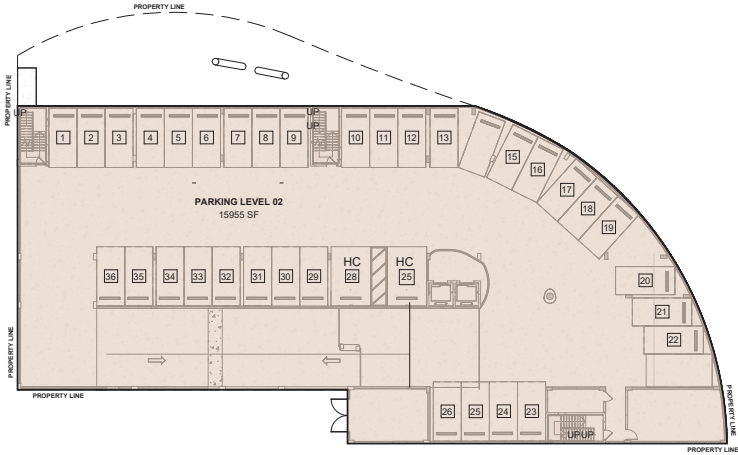 PROPERTY LINE
PROPERTY LINE
UP
UP
UP
1
2
3
4
5
6
7
8
9
10
11
12
13
15
16
17
18
19
PARKING LEVEL 02
15955 SF
HC
HC
36
35
34
33
32
31
30
29
28
25
20
21
22
PROPERTY LINE
PROPERTY LINE
26
25
24
23
UPUP
PROPERTY LINE
PROPERTY LINE